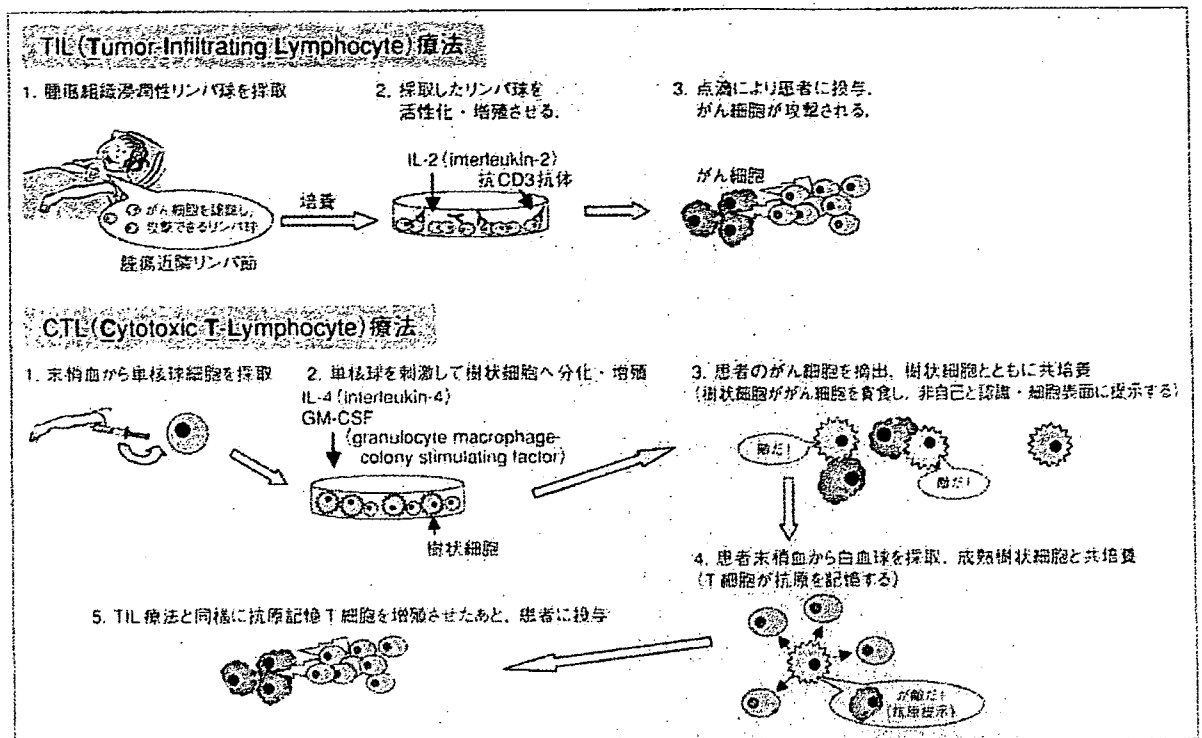 TIL(Tumor-Infiltrating Lymphocyte)療法
1. 腫瘍組織浸潤性リンパ球を採取
2. 採取したリンパ球を
活性化・増殖させる.
3. 点滴により患者に投与.
がん細胞が攻撃される.
IL-2(interleukin-2)
抗CD3抗体
がん細胞
がん細胞を認識し,
攻撃できるリンパ球
培養
腫瘍近隣リンパ節
CTL(Cytotoxic T-Lymphocyte)療法
1. 末梢血から単核球細胞を採取
2. 単核球を刺激して樹状細胞へ分化・増殖
IL-4(interleukin-4)
GM-CSF
(granulocyte macrophage-
colony stimulating factor)
樹状細胞
3. 患者のがん細胞を摘出, 樹状細胞とともに共培養
(樹状細胞ががん細胞を貪食し, 非自己と認識・細胞表面に提示する)
敵だ!
敵だ!
4. 患者末梢血から白血球を採取, 成熟樹状細胞と共培養
(T細胞が抗原を記憶する)
が敵だ!
(抗原提示)
5. TIL療法と同様に抗原記憶T細胞を増殖させたあと, 患者に投与